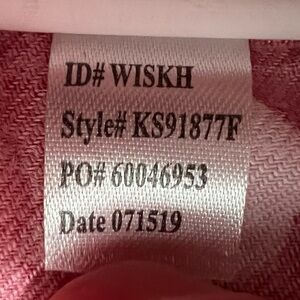 ID# WISKH
Style# KS91877F
PO# 60046953
Date 071519